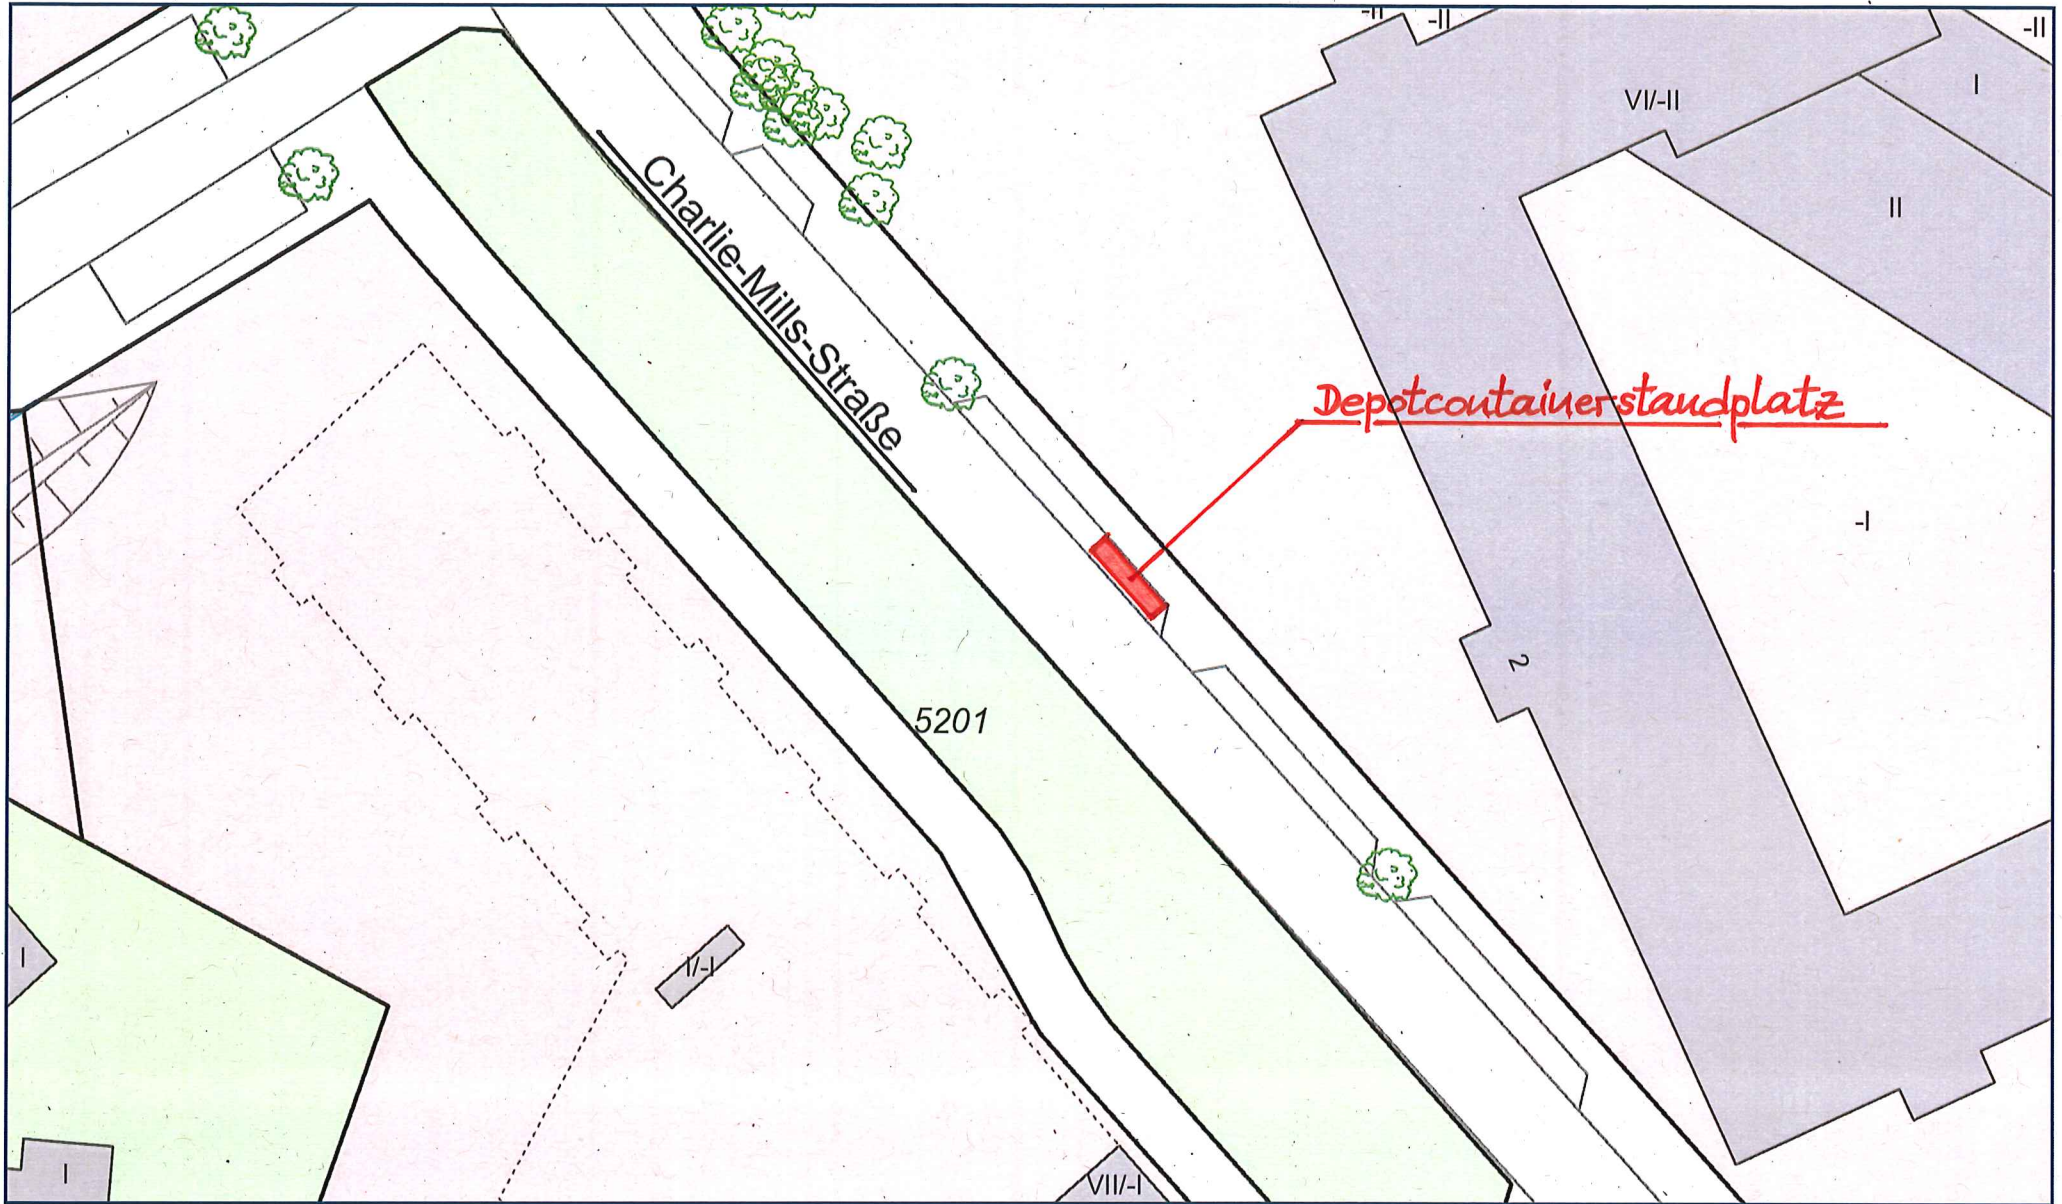 -II
-II
-II
I
VI/-II
II
Charlie-Mills-Straße
Depotcontainerstandplatz
-I
2
5201
I
I/-I
I
VII/-I